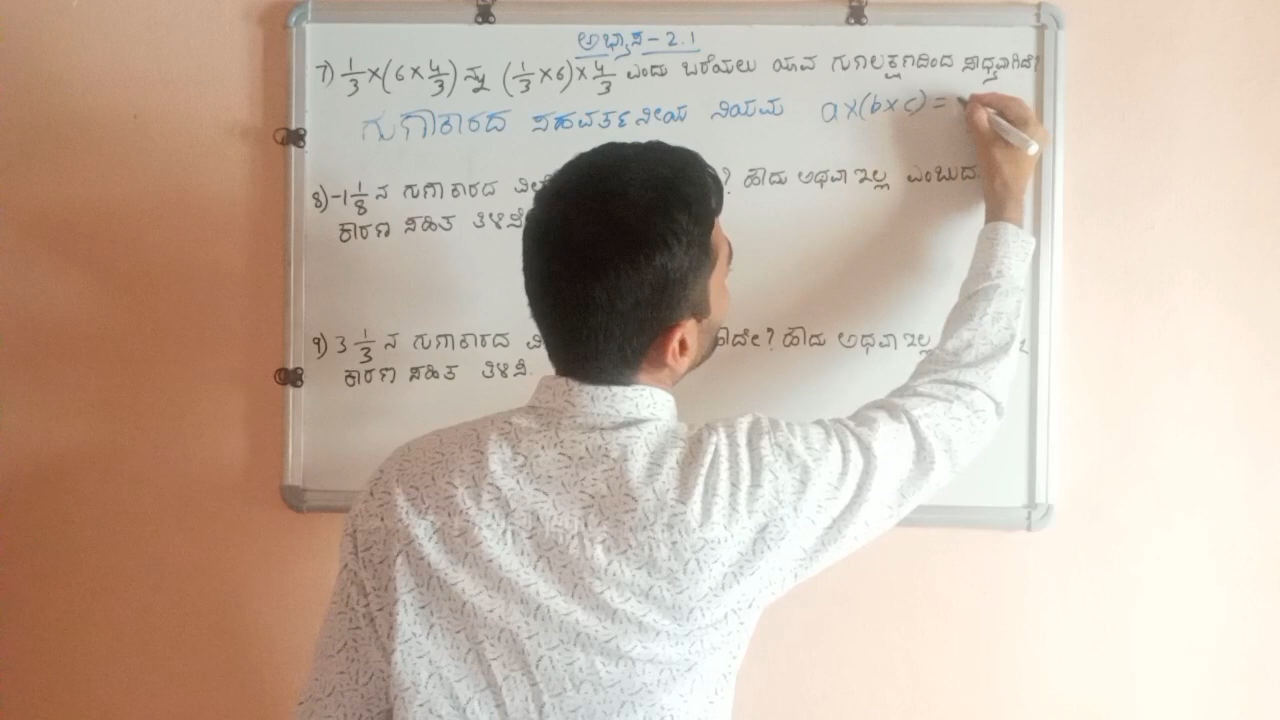 ಅಭ್ಯಾಸ - 2.1
7) 1/3 × (6 × 4/3) ನ್ನು (1/3 × 6) × 4/3 ಎಂದು ಬರೆಯಲು ಯಾವ ಗುಣಲಕ್ಷಣದಿಂದ ಸಾಧ್ಯವಾಗಿದೆ?
ಗುಣಾಕಾರದ ಸಹವರ್ತನೀಯ ನಿಯಮ a×(b×c) =
8) -1 1/8 ನ ಗುಣಾಕಾರದ ? ಹೌದು ಅಥವಾ ಇಲ್ಲ
ಕಾರಣ ಸಹಿತ
9) 3 1/3 ನ ಗುಣಾಕಾರದ ? ಹೌದು ಅಥವಾ ಇಲ್ಲ
ಕಾರಣ ಸಹಿತ ತಿಳಿಸಿ.